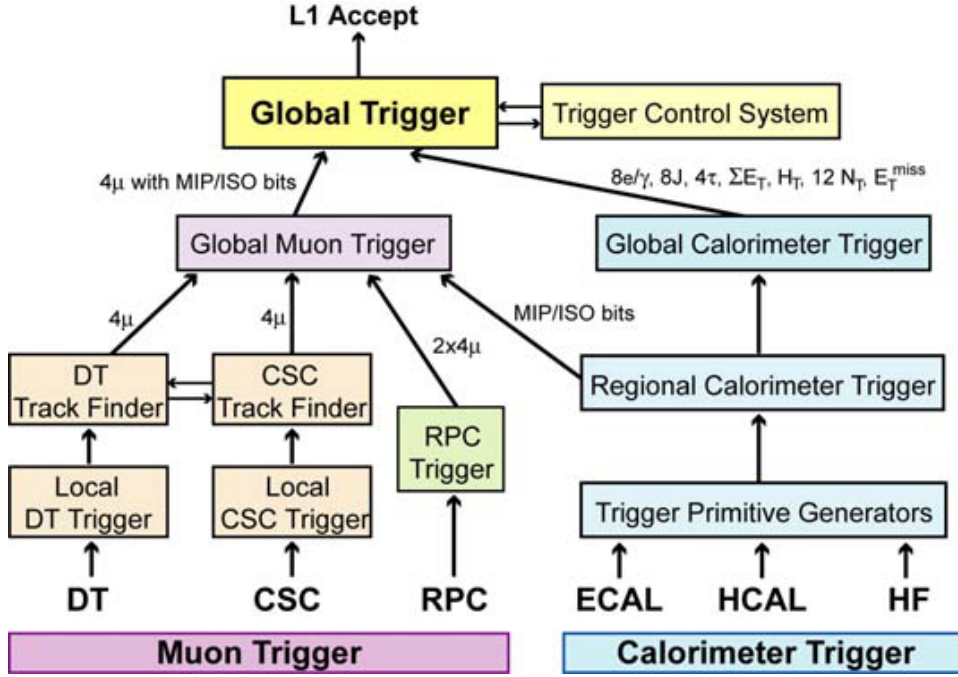 L1 Accept
Global Trigger
Trigger Control System
4μ with MIP/ISO bits
8e/γ, 8J, 4τ, ΣE_T, H_T, 12 N_T, E_T^miss
Global Muon Trigger
Global Calorimeter Trigger
4μ
4μ
2x4μ
MIP/ISO bits
DT
Track Finder
CSC
Track Finder
Regional Calorimeter Trigger
RPC
Trigger
Local
DT Trigger
Local
CSC Trigger
Trigger Primitive Generators
DT
CSC
RPC
ECAL
HCAL
HF
Muon Trigger
Calorimeter Trigger